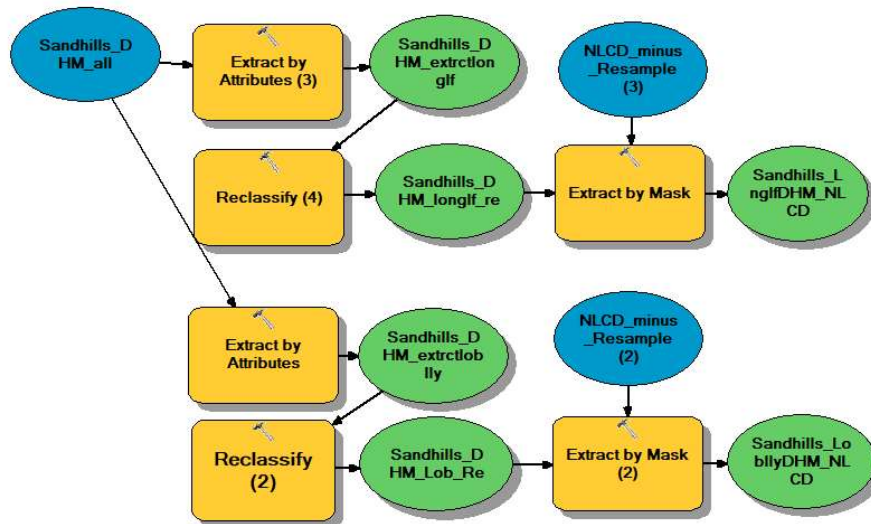 Sandhills_D
HM_all
Extract by
Attributes (3)
Sandhills_D
HM_extrctlon
glf
NLCD_minus
_Resample
(3)
Reclassify (4)
Sandhills_D
HM_longlf_re
Extract by Mask
Sandhills_L
nglfDHM_NL
CD
Extract by
Attributes
Sandhills_D
HM_extrctlob
lly
NLCD_minus
_Resample
(2)
Reclassify
(2)
Sandhills_D
HM_Lob_Re
Extract by Mask
(2)
Sandhills_Lo
bllyDHM_NL
CD